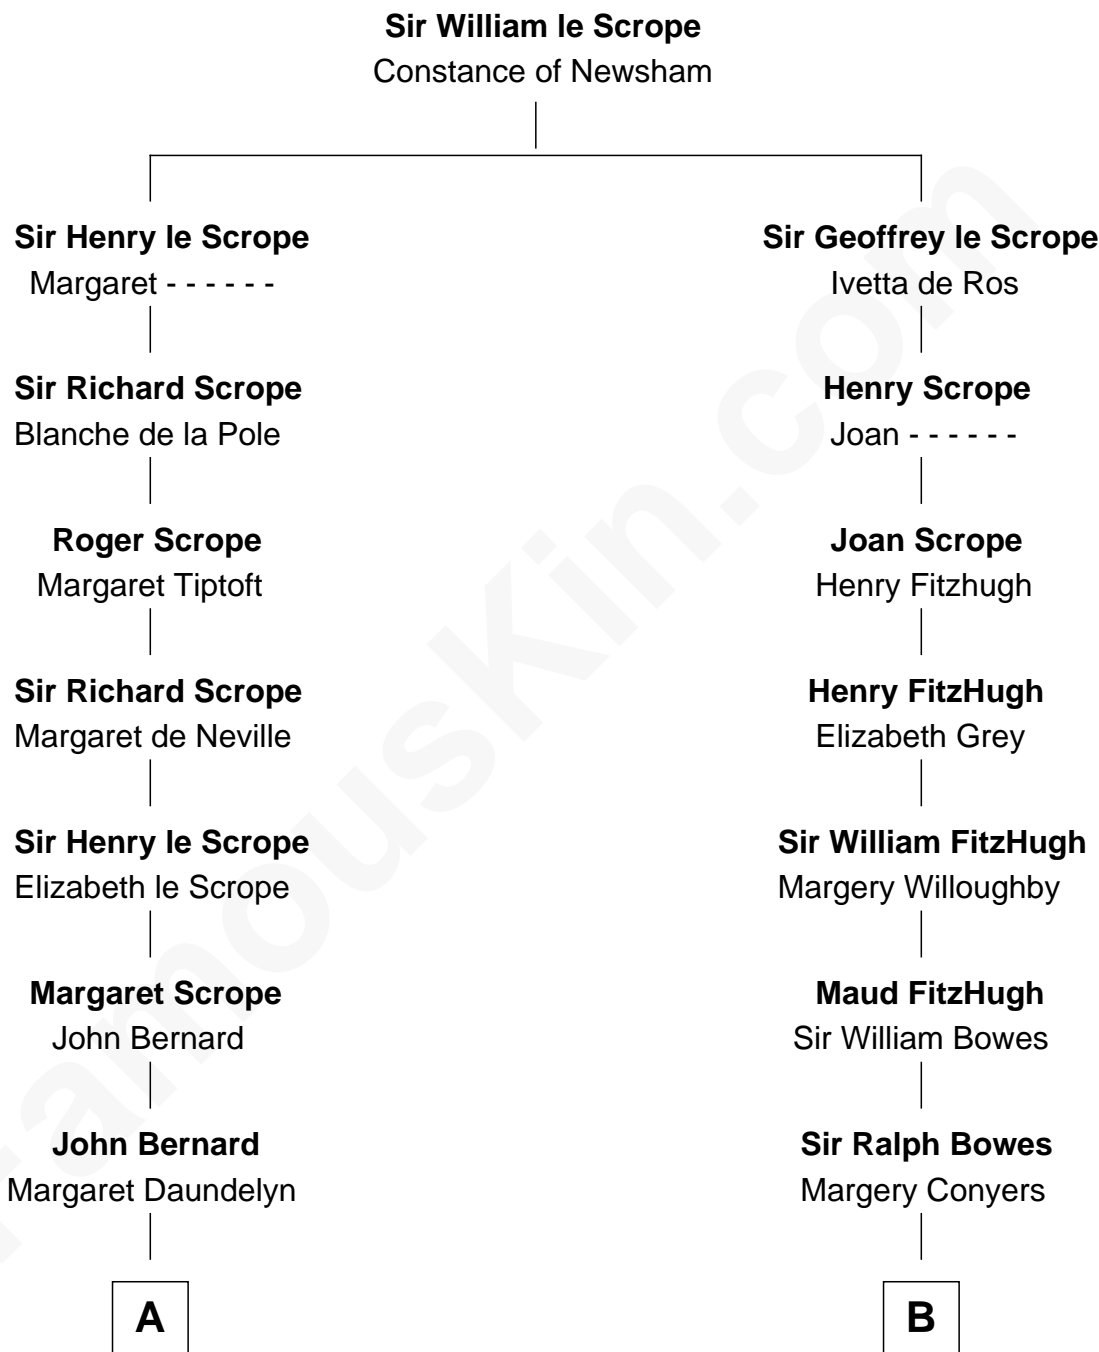 Sir William le Scrope
Constance of Newsham
Sir Henry le Scrope
Margaret - - - - - -
Sir Geoffrey le Scrope
Ivetta de Ros
Sir Richard Scrope
Blanche de la Pole
Henry Scrope
Joan - - - - - -
Roger Scrope
Margaret Tiptoft
Joan Scrope
Henry Fitzhugh
Sir Richard Scrope
Margaret de Neville
Henry FitzHugh
Elizabeth Grey
Sir Henry le Scrope
Elizabeth le Scrope
Sir William FitzHugh
Margery Willoughby
Margaret Scrope
John Bernard
Maud FitzHugh
Sir William Bowes
John Bernard
Margaret Daundelyn
Sir Ralph Bowes
Margery Conyers
A
B
FamousKin.com